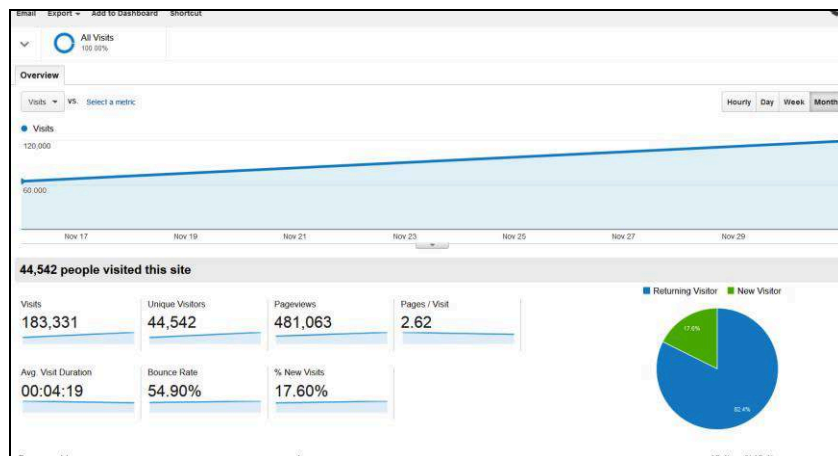 Email Export Add to Dashboard Shortcut
All Visits
100.00%
Overview
Visits VS. Select a metric Hourly Day Week Month
Visits
120,000
60,000
Nov 17 Nov 19 Nov 21 Nov 23 Nov 25 Nov 27 Nov 29
44,542 people visited this site
Returning Visitor New Visitor
Visits Unique Visitors Pageviews Pages / Visit
183,331 44,542 481,063 2.62
17.6%
Avg. Visit Duration Bounce Rate % New Visits
00:04:19 54.90% 17.60%
82.4%